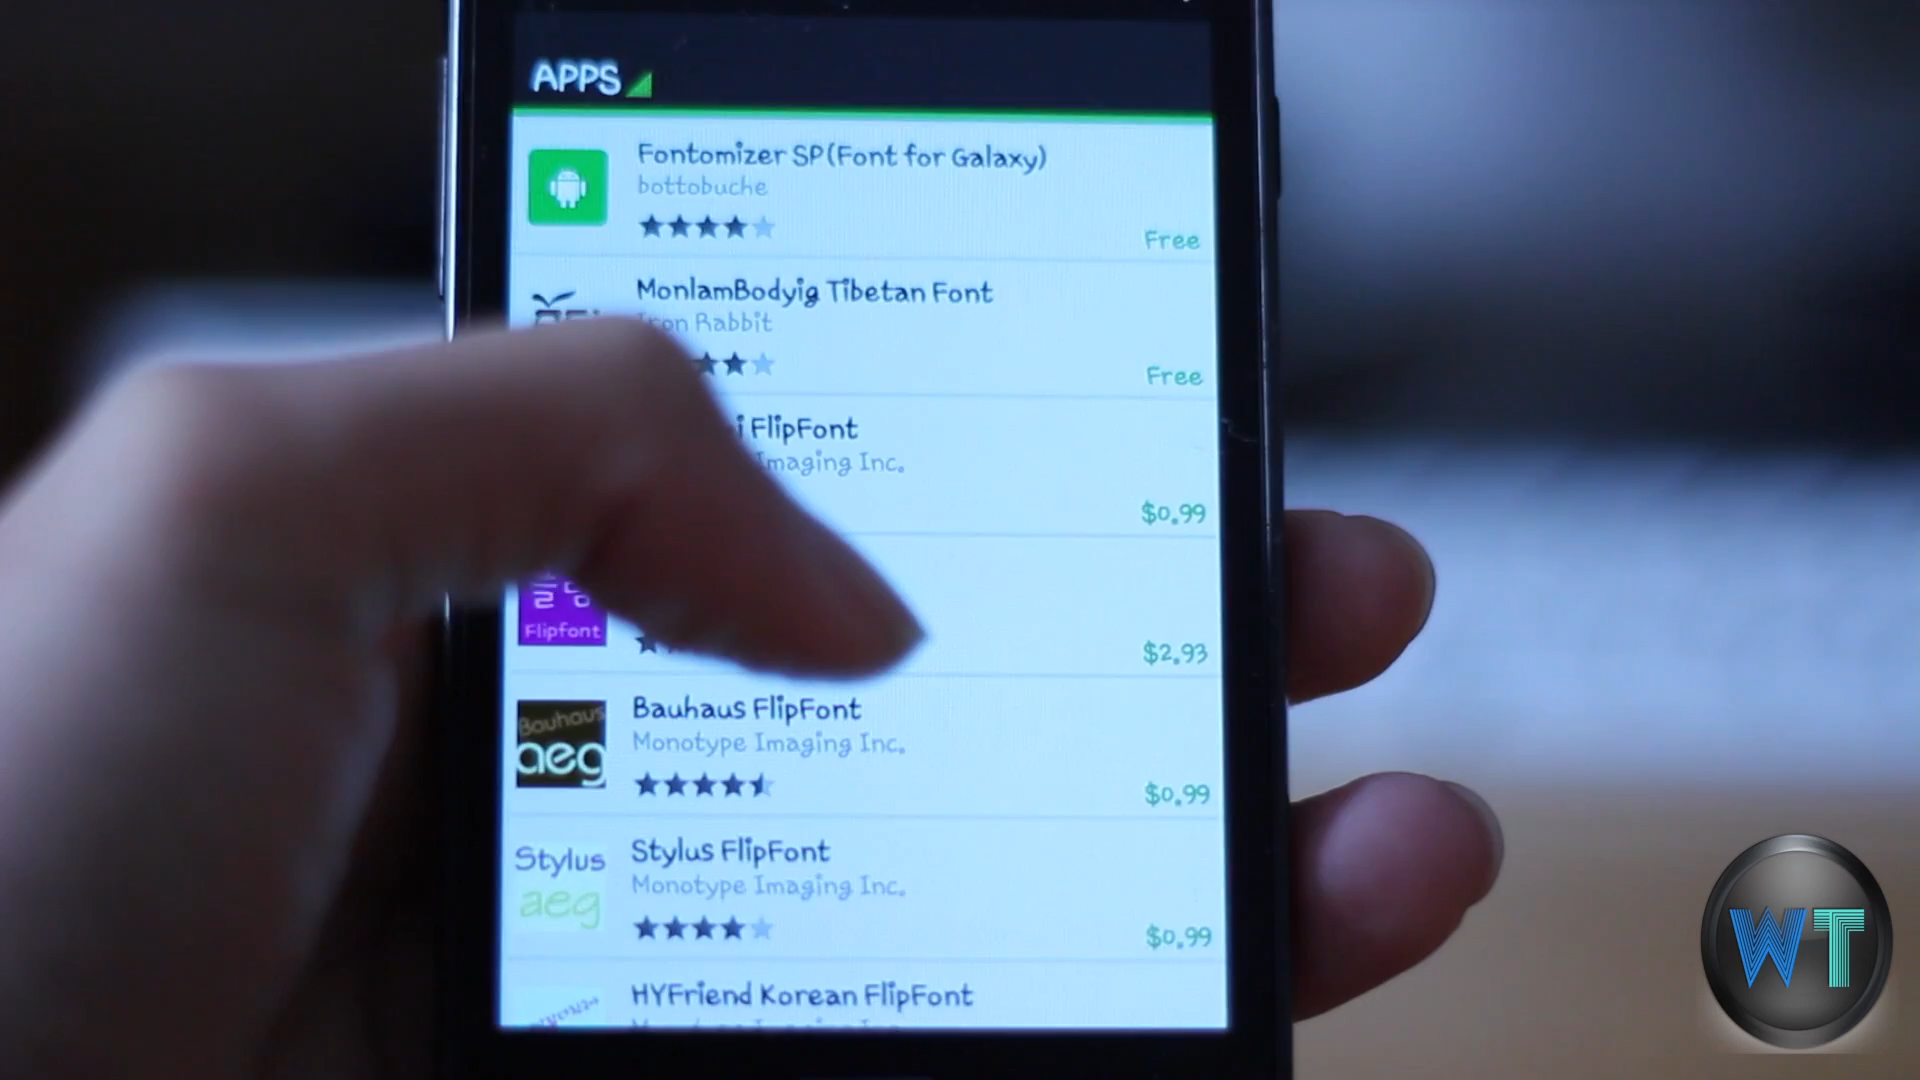 APPS
Fontomizer SP(Font for Galaxy)
bottobuche
Free
MonlamBodyig Tibetan Font
Iron Rabbit
Free
FlipFont
Imaging Inc.
$0.99
Flipfont
$2.93
Bauhaus
aeg
Bauhaus FlipFont
Monotype Imaging Inc.
$0.99
Stylus
aeg
Stylus FlipFont
Monotype Imaging Inc.
$0.99
HYFriend Korean FlipFont
WT